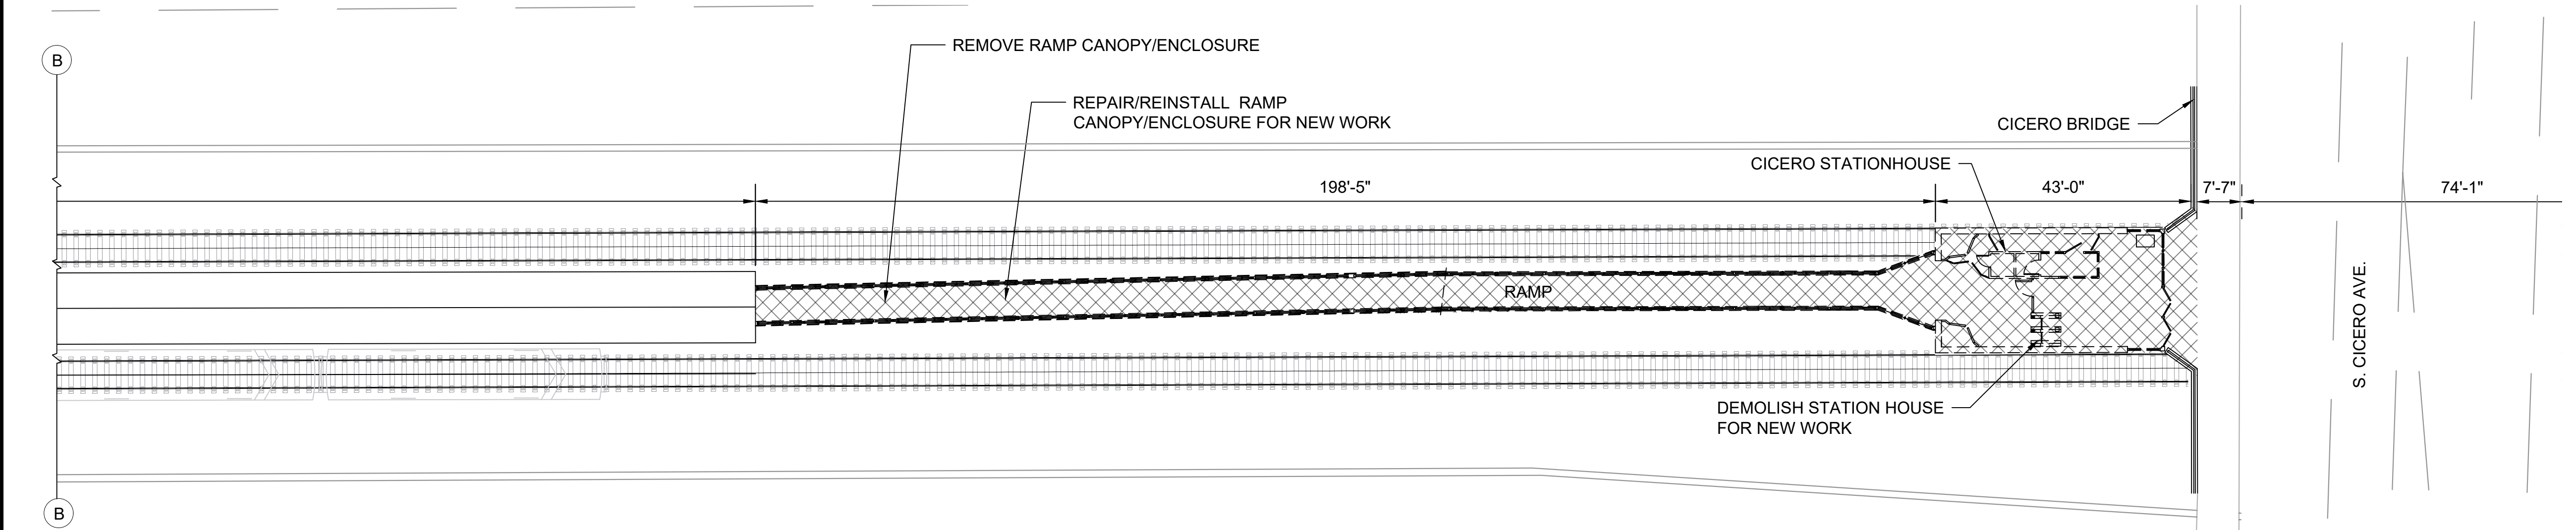 B
REMOVE RAMP CANOPY/ENCLOSURE
REPAIR/REINSTALL RAMP
CANOPY/ENCLOSURE FOR NEW WORK
CICERO BRIDGE
CICERO STATIONHOUSE
198'-5"
43'-0"
7'-7"
74'-1"
RAMP
S. CICERO AVE.
DEMOLISH STATION HOUSE
FOR NEW WORK
B